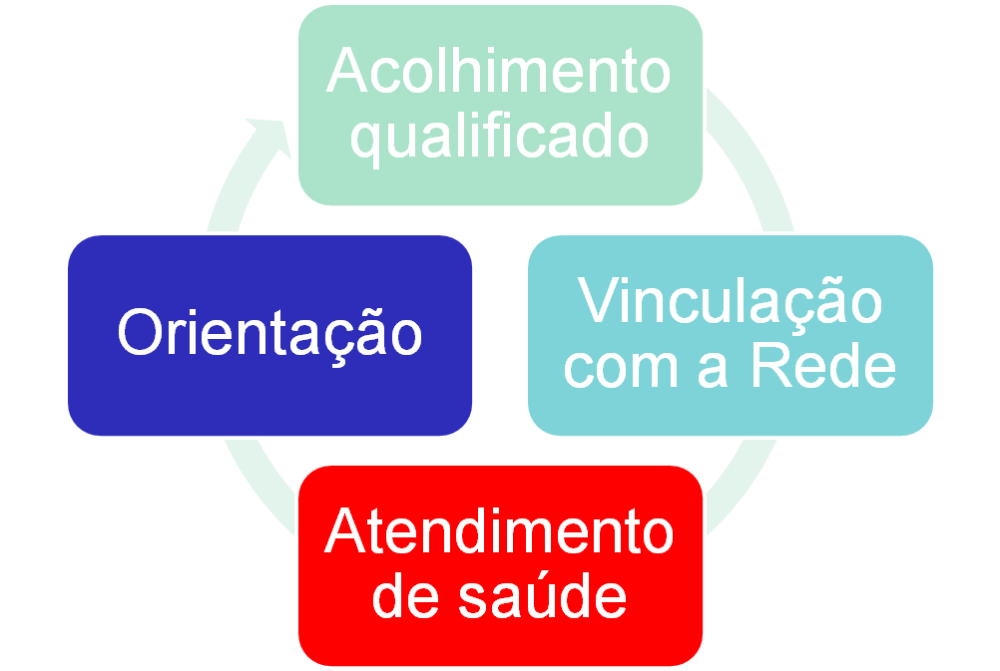 Acolhimento
qualificado
Vinculação
com a Rede
Atendimento
de saúde
Orientação